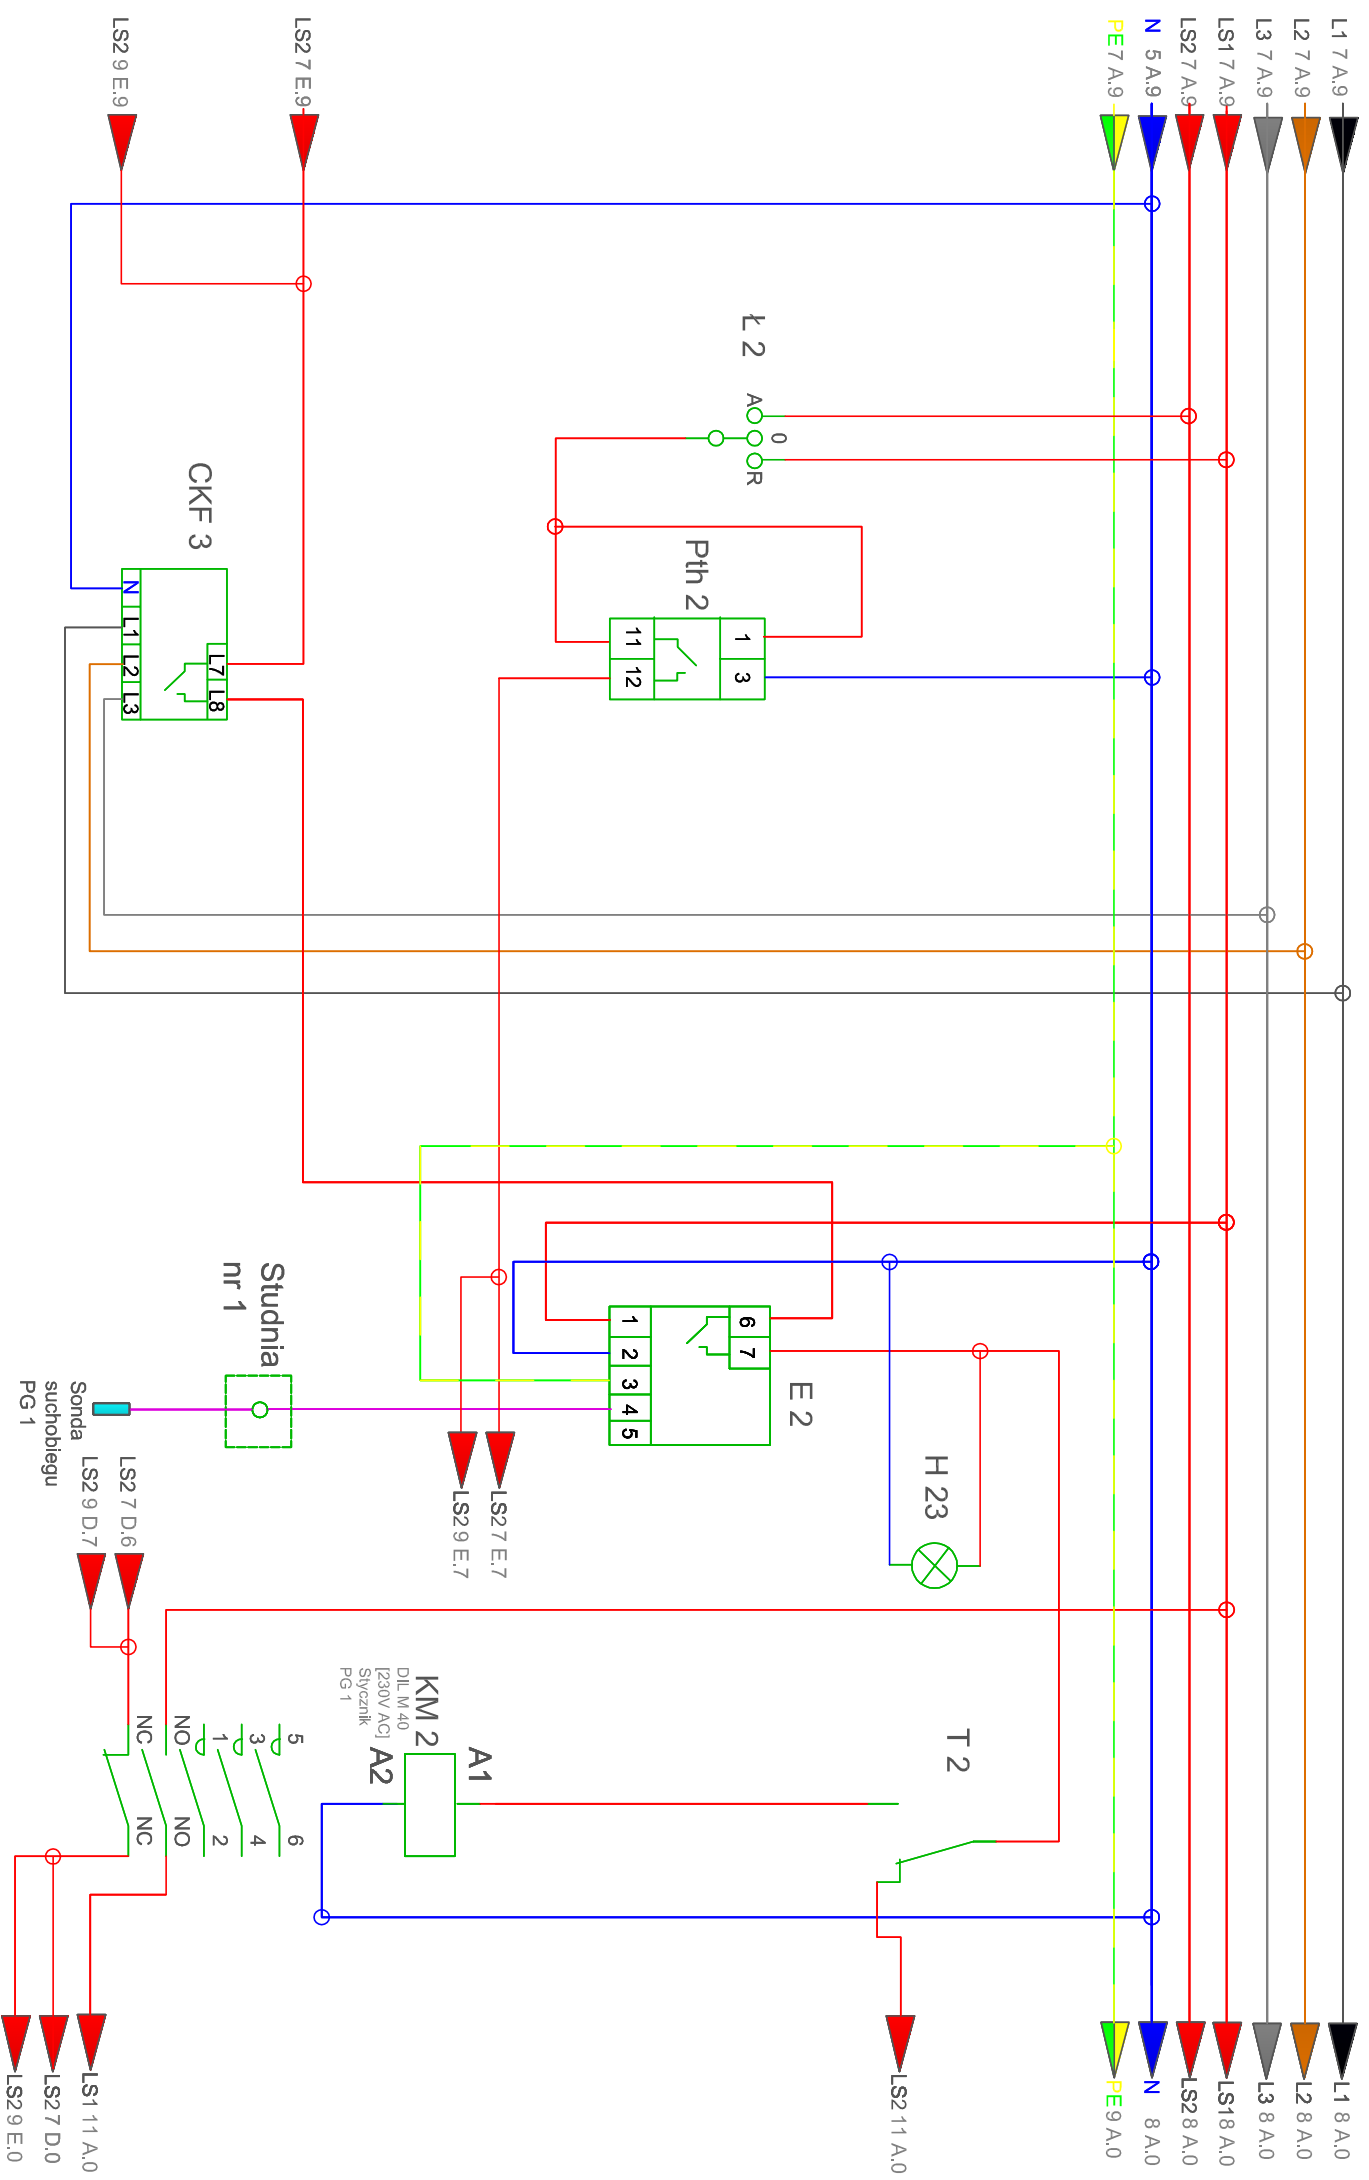 L1 7 A.9
L2 7 A.9
L3 7 A.9
LS1 7 A.9
LS2 7 A.9
N 5 A.9
PE 7 A.9
LS2 7 E.9
LS2 9 E.9
Ł 2
A
0
R
Pth 2
1
3
11
12
CKF 3
L7
L8
N
L1
L2
L3
E 2
6
7
1
2
3
4
5
H 23
LS2 7 E.7
LS2 9 E.7
Studnia
nr 1
Sonda
suchobiegu
PG 1
T 2
KM 2
DIL M 40
[230V AC]
Stycznik
PG 1
A1
A2
LS2 7 D.6
LS2 9 D.7
5
6
3
4
1
2
NO
NO
NC
NC
L1 8 A.0
L2 8 A.0
L3 8 A.0
LS1 8 A.0
LS2 8 A.0
N 8 A.0
PE 9 A.0
LS2 11 A.0
LS1 11 A.0
LS2 7 D.0
LS2 9 E.0